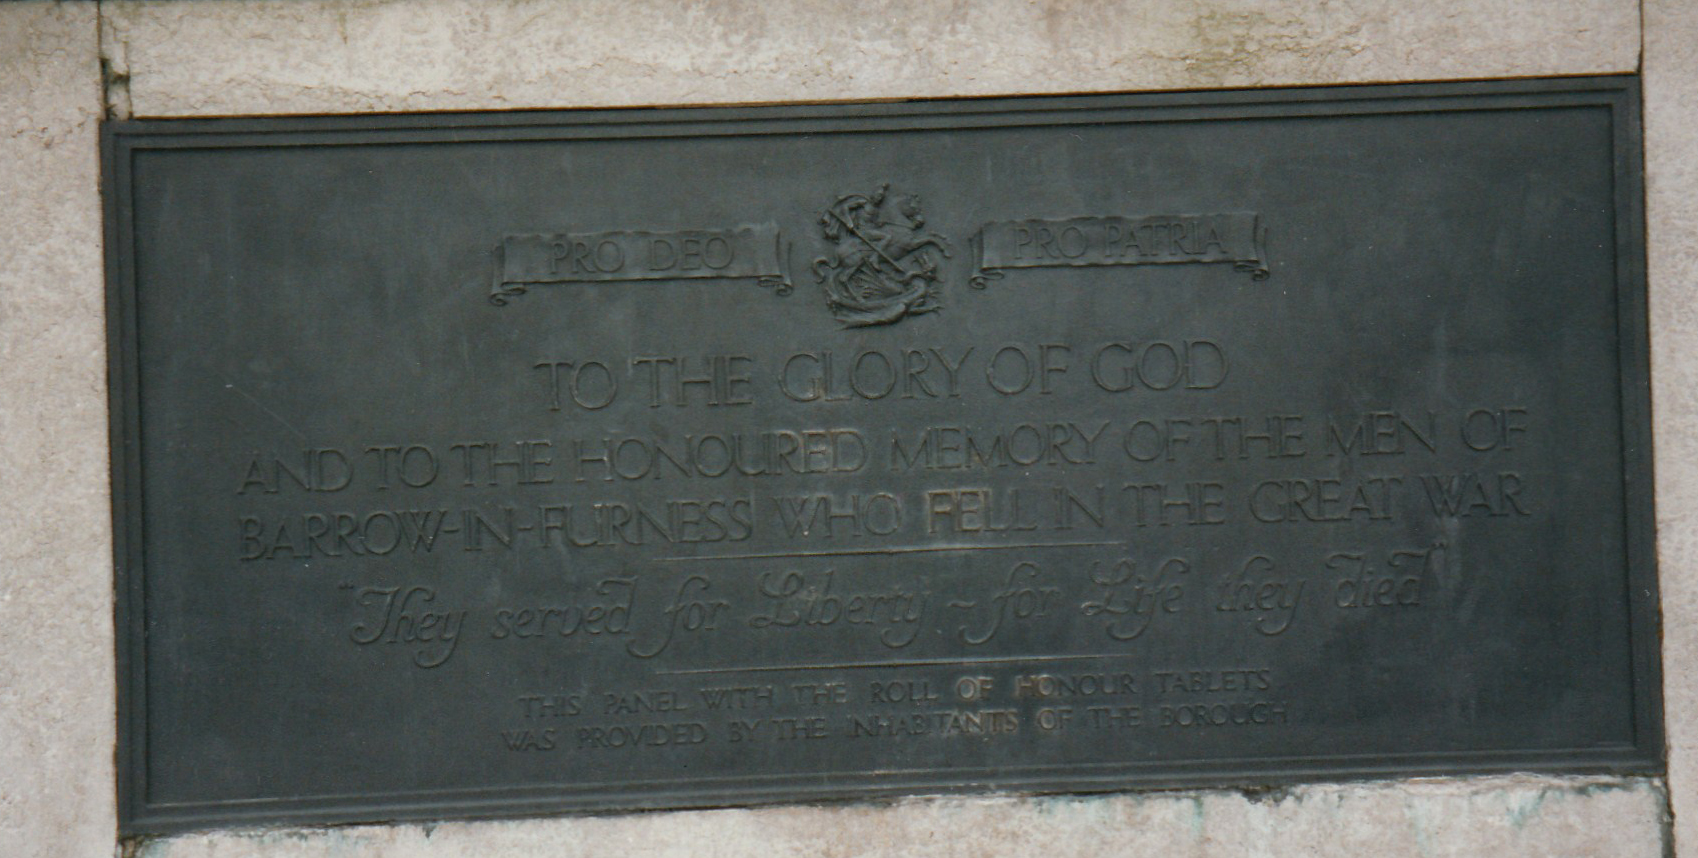 PRO DEO PRO PATRIA
TO THE GLORY OF GOD
AND TO THE HONOURED MEMORY OF THE MEN OF
BARROW-IN-FURNESS WHO FELL IN THE GREAT WAR
"They served for Liberty ~ for Life they died"
THIS PANEL WITH THE ROLL OF HONOUR TABLETS
WAS PROVIDED BY THE INHABITANTS OF THE BOROUGH